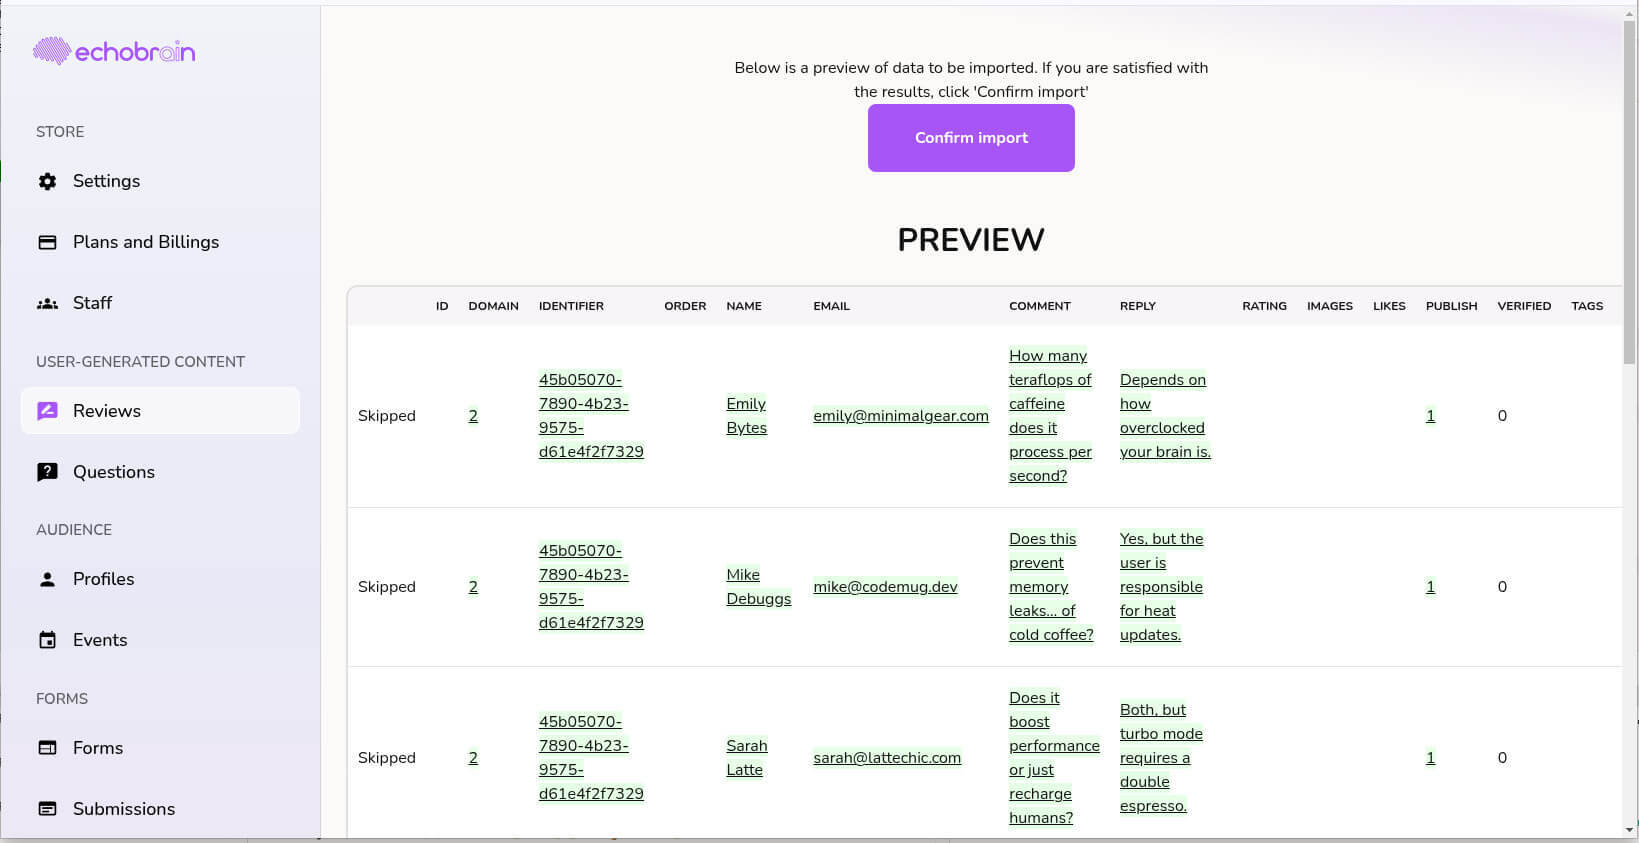 echobrain
STORE
Settings
Plans and Billings
Staff
USER-GENERATED CONTENT
Reviews
Questions
AUDIENCE
Profiles
Events
FORMS
Forms
Submissions
Below is a preview of data to be imported. If you are satisfied with
the results, click 'Confirm import'
Confirm import
PREVIEW
ID DOMAIN IDENTIFIER ORDER NAME EMAIL COMMENT REPLY RATING IMAGES LIKES PUBLISH VERIFIED TAGS
Skipped
2
45b05070-
7890-4b23-
9575-
d61e4f2f7329
Emily
Bytes
emily@minimalgear.com
How many
teraflops of
caffeine
does it
process per
second?
Depends on
how
overclocked
your brain is.
1
0
Skipped
2
45b05070-
7890-4b23-
9575-
d61e4f2f7329
Mike
Debuggs
mike@codemug.dev
Does this
prevent
memory
leaks... of
cold coffee?
Yes, but the
user is
responsible
for heat
updates.
1
0
Skipped
2
45b05070-
7890-4b23-
9575-
d61e4f2f7329
Sarah
Latte
sarah@lattechic.com
Does it
boost
performance
or just
recharge
humans?
Both, but
turbo mode
requires a
double
espresso.
1
0